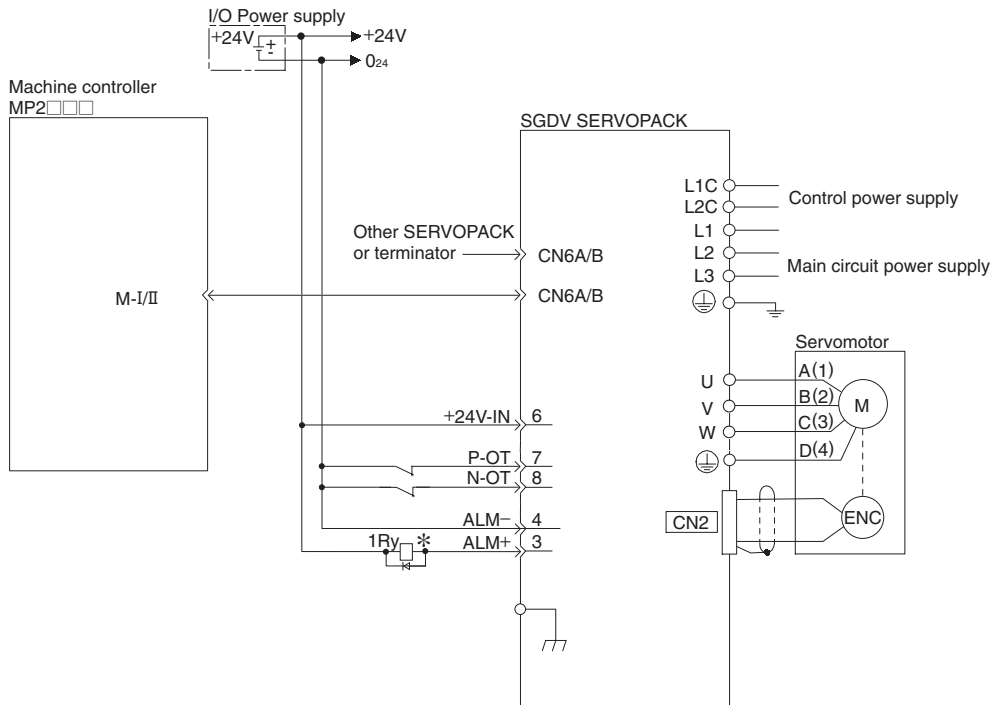 I/O Power supply
+24V
+
-
+24V
0₂₄
Machine controller
MP2□□□
SGDV SERVOPACK
L1C
L2C
Control power supply
L1
L2
L3
Main circuit power supply
Other SERVOPACK
or terminator
CN6A/B
M-I/II
CN6A/B
Servomotor
U
A(1)
V
B(2)
W
C(3)
D(4)
M
+24V-IN
6
P-OT
7
N-OT
8
ALM−
4
1Ry
*
ALM+
3
CN2
ENC